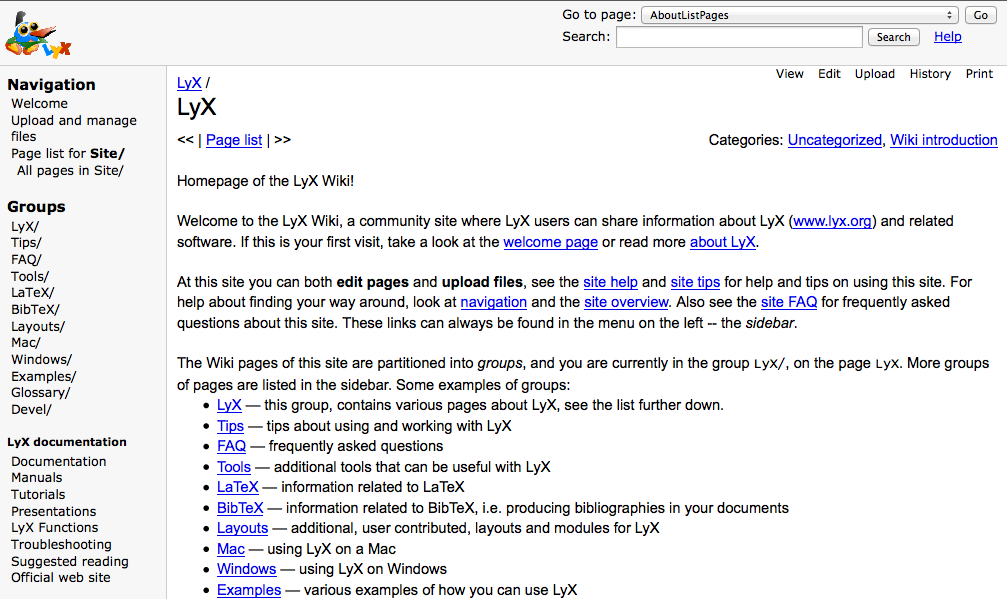 LyX
Go to page: AboutListPages Go
Search: Search Help
View Edit Upload History Print
Navigation
Welcome
Upload and manage
files
Page list for Site/
All pages in Site/
Groups
LyX/
Tips/
FAQ/
Tools/
LaTeX/
BibTeX/
Layouts/
Mac/
Windows/
Examples/
Glossary/
Devel/
LyX documentation
Documentation
Manuals
Tutorials
Presentations
LyX Functions
Troubleshooting
Suggested reading
Official web site
LyX /
LyX
<< | Page list | >>
Categories: Uncategorized, Wiki introduction
Homepage of the LyX Wiki!
Welcome to the LyX Wiki, a community site where LyX users can share information about LyX (www.lyx.org) and related
software. If this is your first visit, take a look at the welcome page or read more about LyX.
At this site you can both edit pages and upload files, see the site help and site tips for help and tips on using this site. For
help about finding your way around, look at navigation and the site overview. Also see the site FAQ for frequently asked
questions about this site. These links can always be found in the menu on the left -- the sidebar.
The Wiki pages of this site are partitioned into groups, and you are currently in the group LyX/, on the page LyX. More groups
of pages are listed in the sidebar. Some examples of groups:
• LyX — this group, contains various pages about LyX, see the list further down.
• Tips — tips about using and working with LyX
• FAQ — frequently asked questions
• Tools — additional tools that can be useful with LyX
• LaTeX — information related to LaTeX
• BibTeX — information related to BibTeX, i.e. producing bibliographies in your documents
• Layouts — additional, user contributed, layouts and modules for LyX
• Mac — using LyX on a Mac
• Windows — using LyX on Windows
• Examples — various examples of how you can use LyX